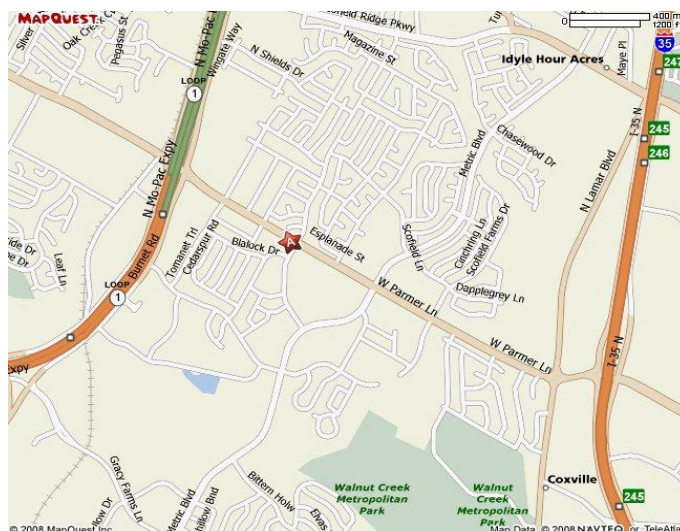 MAPQUEST
400 m
1200 ft
35
Silver
Oak Creek
Pegasus St
N Mo-Pac
Wingate Way
field Ridge Pkwy
Magazine St
N Shields Dr
Idyle Hour Acres
Maye Pl
247
LOOP
1
I-35 N
245
246
N Mo-Pac Expy
Metric Blvd
Chasewood Dr
N Lamar Blvd
Leaf Ln
Burnet Rd
Tomanet Trl
Cedarspur Rd
Blalock Dr
A
Esplanade St
Scofield Ln
Cinchring Ln
Scofield Farms Dr
Dapplegrey Ln
LOOP
1
W Parmer Ln
W Parmer Ln
I-35 N
Expy
Gracy Farms Ln
Metric Blvd
Bittern Holw
Walnut Creek
Metropolitan
Park
Walnut Creek
Metropolitan
Park
Coxville
245
© 2008 MapQuest Inc.
Map Data © 2008 NAVTEQ or TeleAtlas